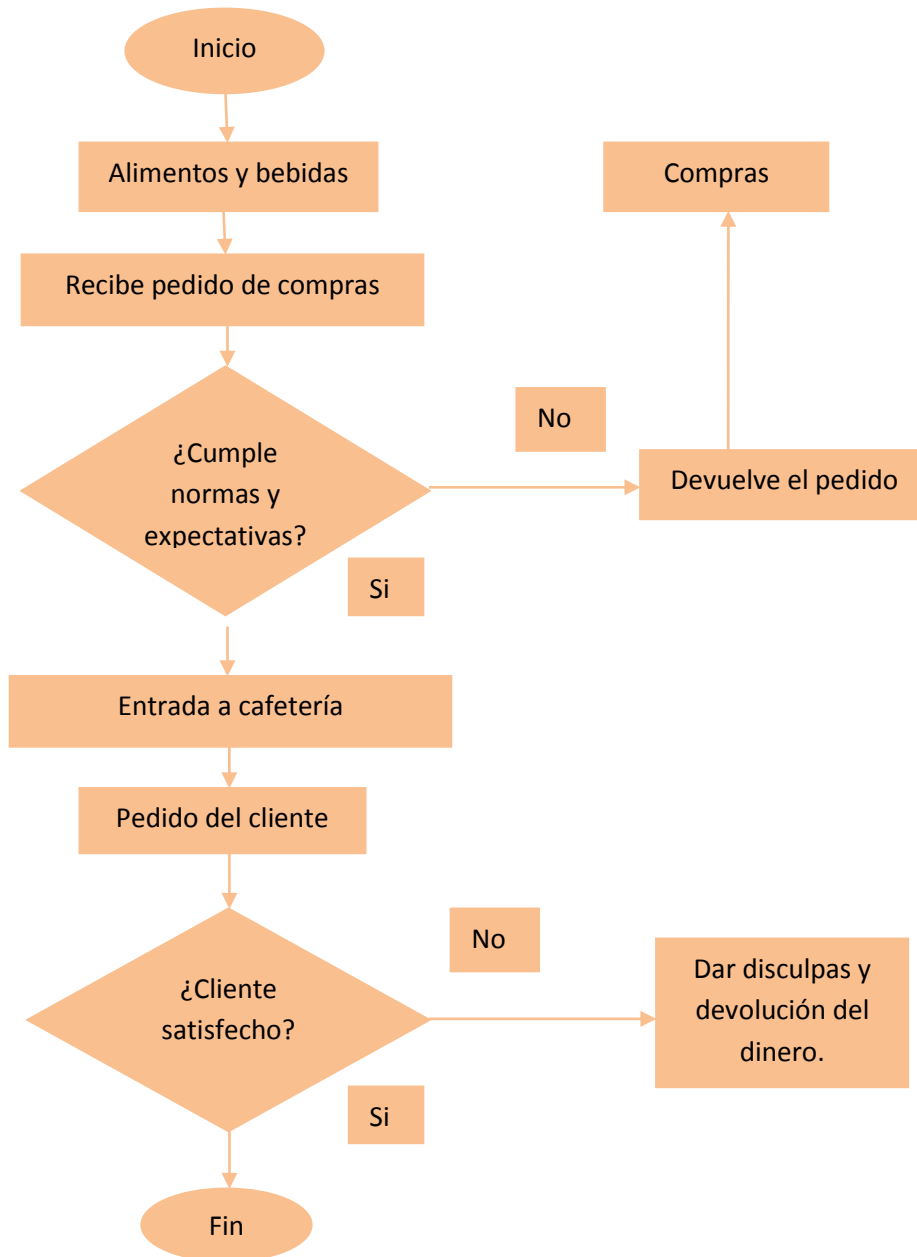 Inicio
Alimentos y bebidas
Compras
Recibe pedido de compras
¿Cumple
normas y
expectativas?
No
Devuelve el pedido
Si
Entrada a cafetería
Pedido del cliente
¿Cliente
satisfecho?
No
Dar disculpas y
devolución del
dinero.
Si
Fin